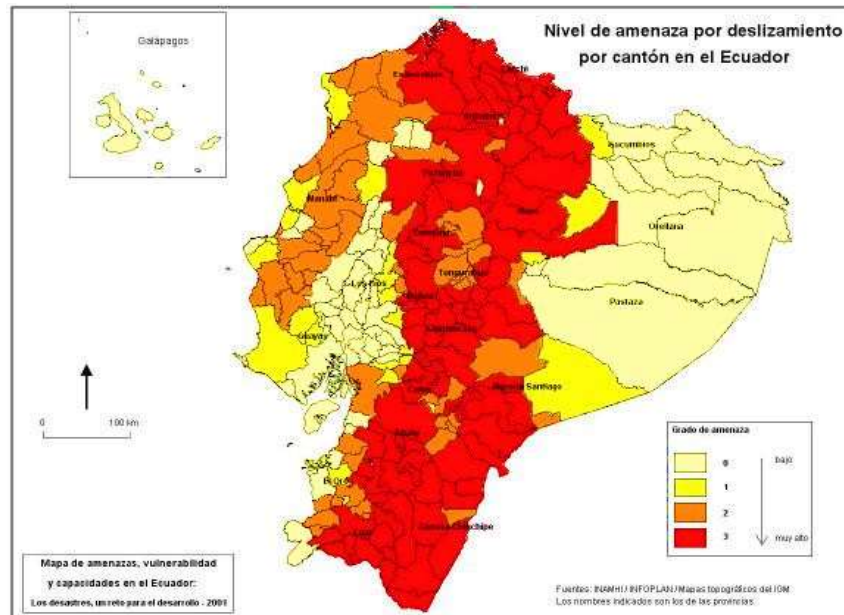 Galápagos
Nivel de amenaza por deslizamiento
por cantón en el Ecuador
Esmeraldas
Carchi
Imbabura
Sucumbíos
Pichincha
Manabí
Napo
Orellana
Cotopaxi
Tungurahua
Los Ríos
Bolívar
Pastaza
Guayas
Chimborazo
Cañar
Morona Santiago
Azuay
El Oro
Loja
Zamora Chinchipe
0
100 km
Grado de amenaza
0
bajo
1
2
3
muy alto
Mapa de amenazas, vulnerabilidad
y capacidades en el Ecuador:
Los desastres, un reto para el desarrollo - 2001
Fuentes: INAMHI / INFOPLAN / Mapas topográficos del IGM
Los nombres indicados son los de las provincias.